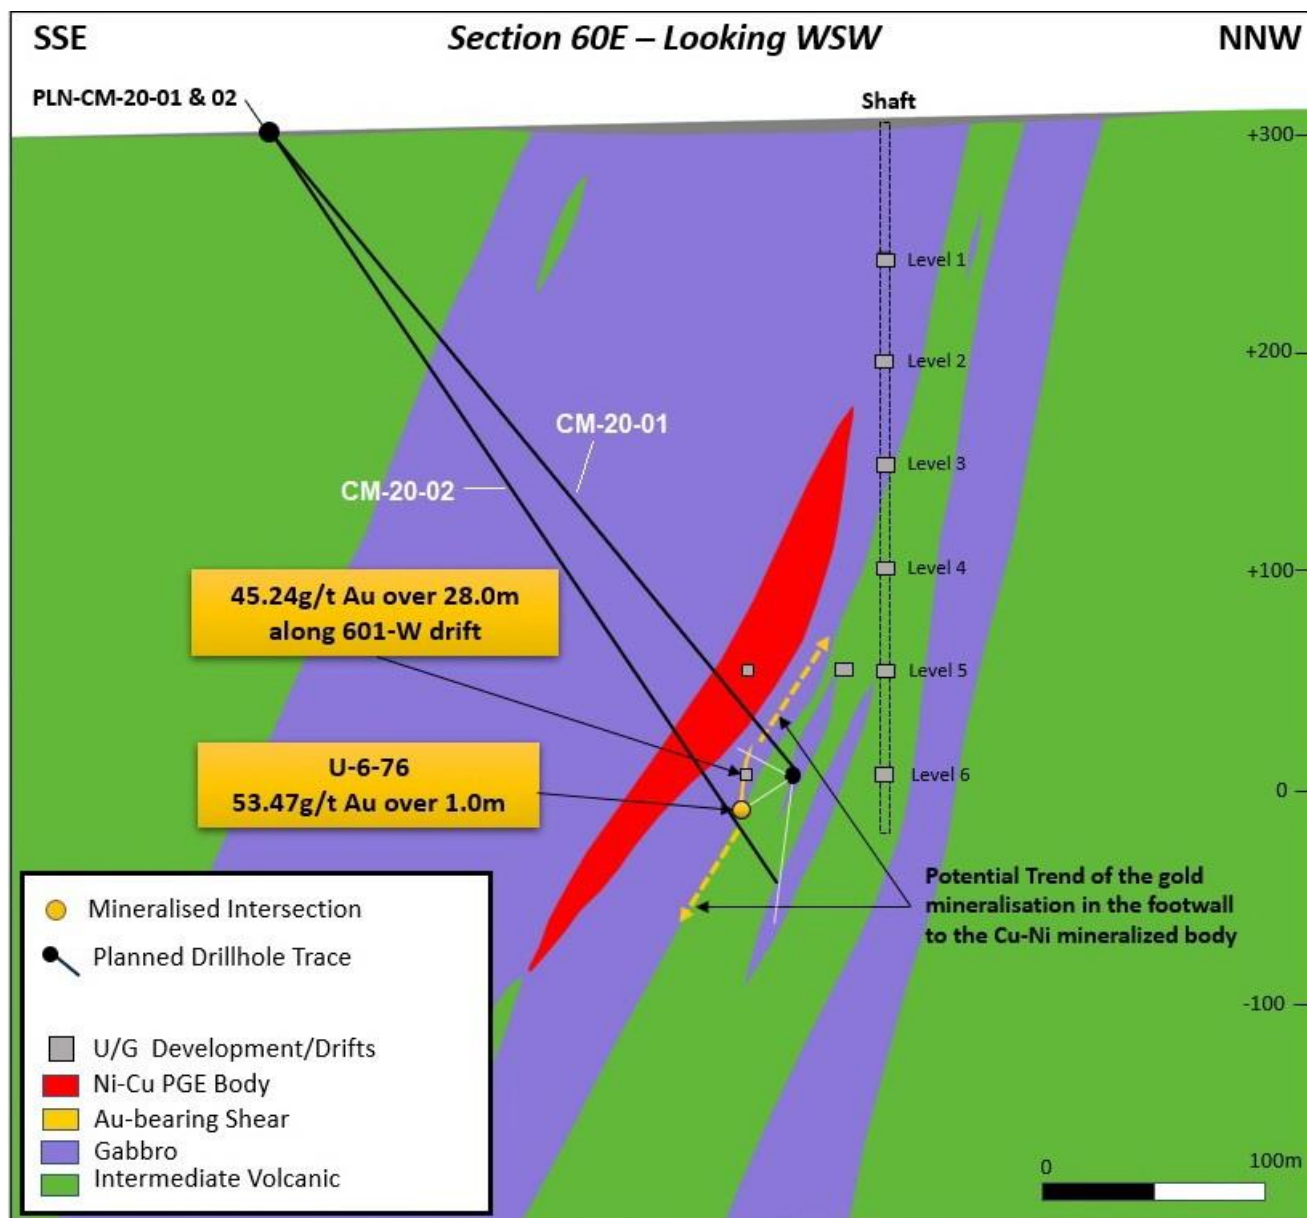 SSE
Section 60E – Looking WSW
NNW
PLN-CM-20-01 & 02
Shaft
+300
Level 1
+200
Level 2
CM-20-01
Level 3
CM-20-02
+100
Level 4
45.24g/t Au over 28.0m
along 601-W drift
Level 5
U-6-76
53.47g/t Au over 1.0m
Level 6
0
Potential Trend of the gold
mineralisation in the footwall
to the Cu-Ni mineralized body
-100
Mineralised Intersection
Planned Drillhole Trace
U/G Development/Drifts
Ni-Cu PGE Body
Au-bearing Shear
Gabbro
Intermediate Volcanic
0
100m